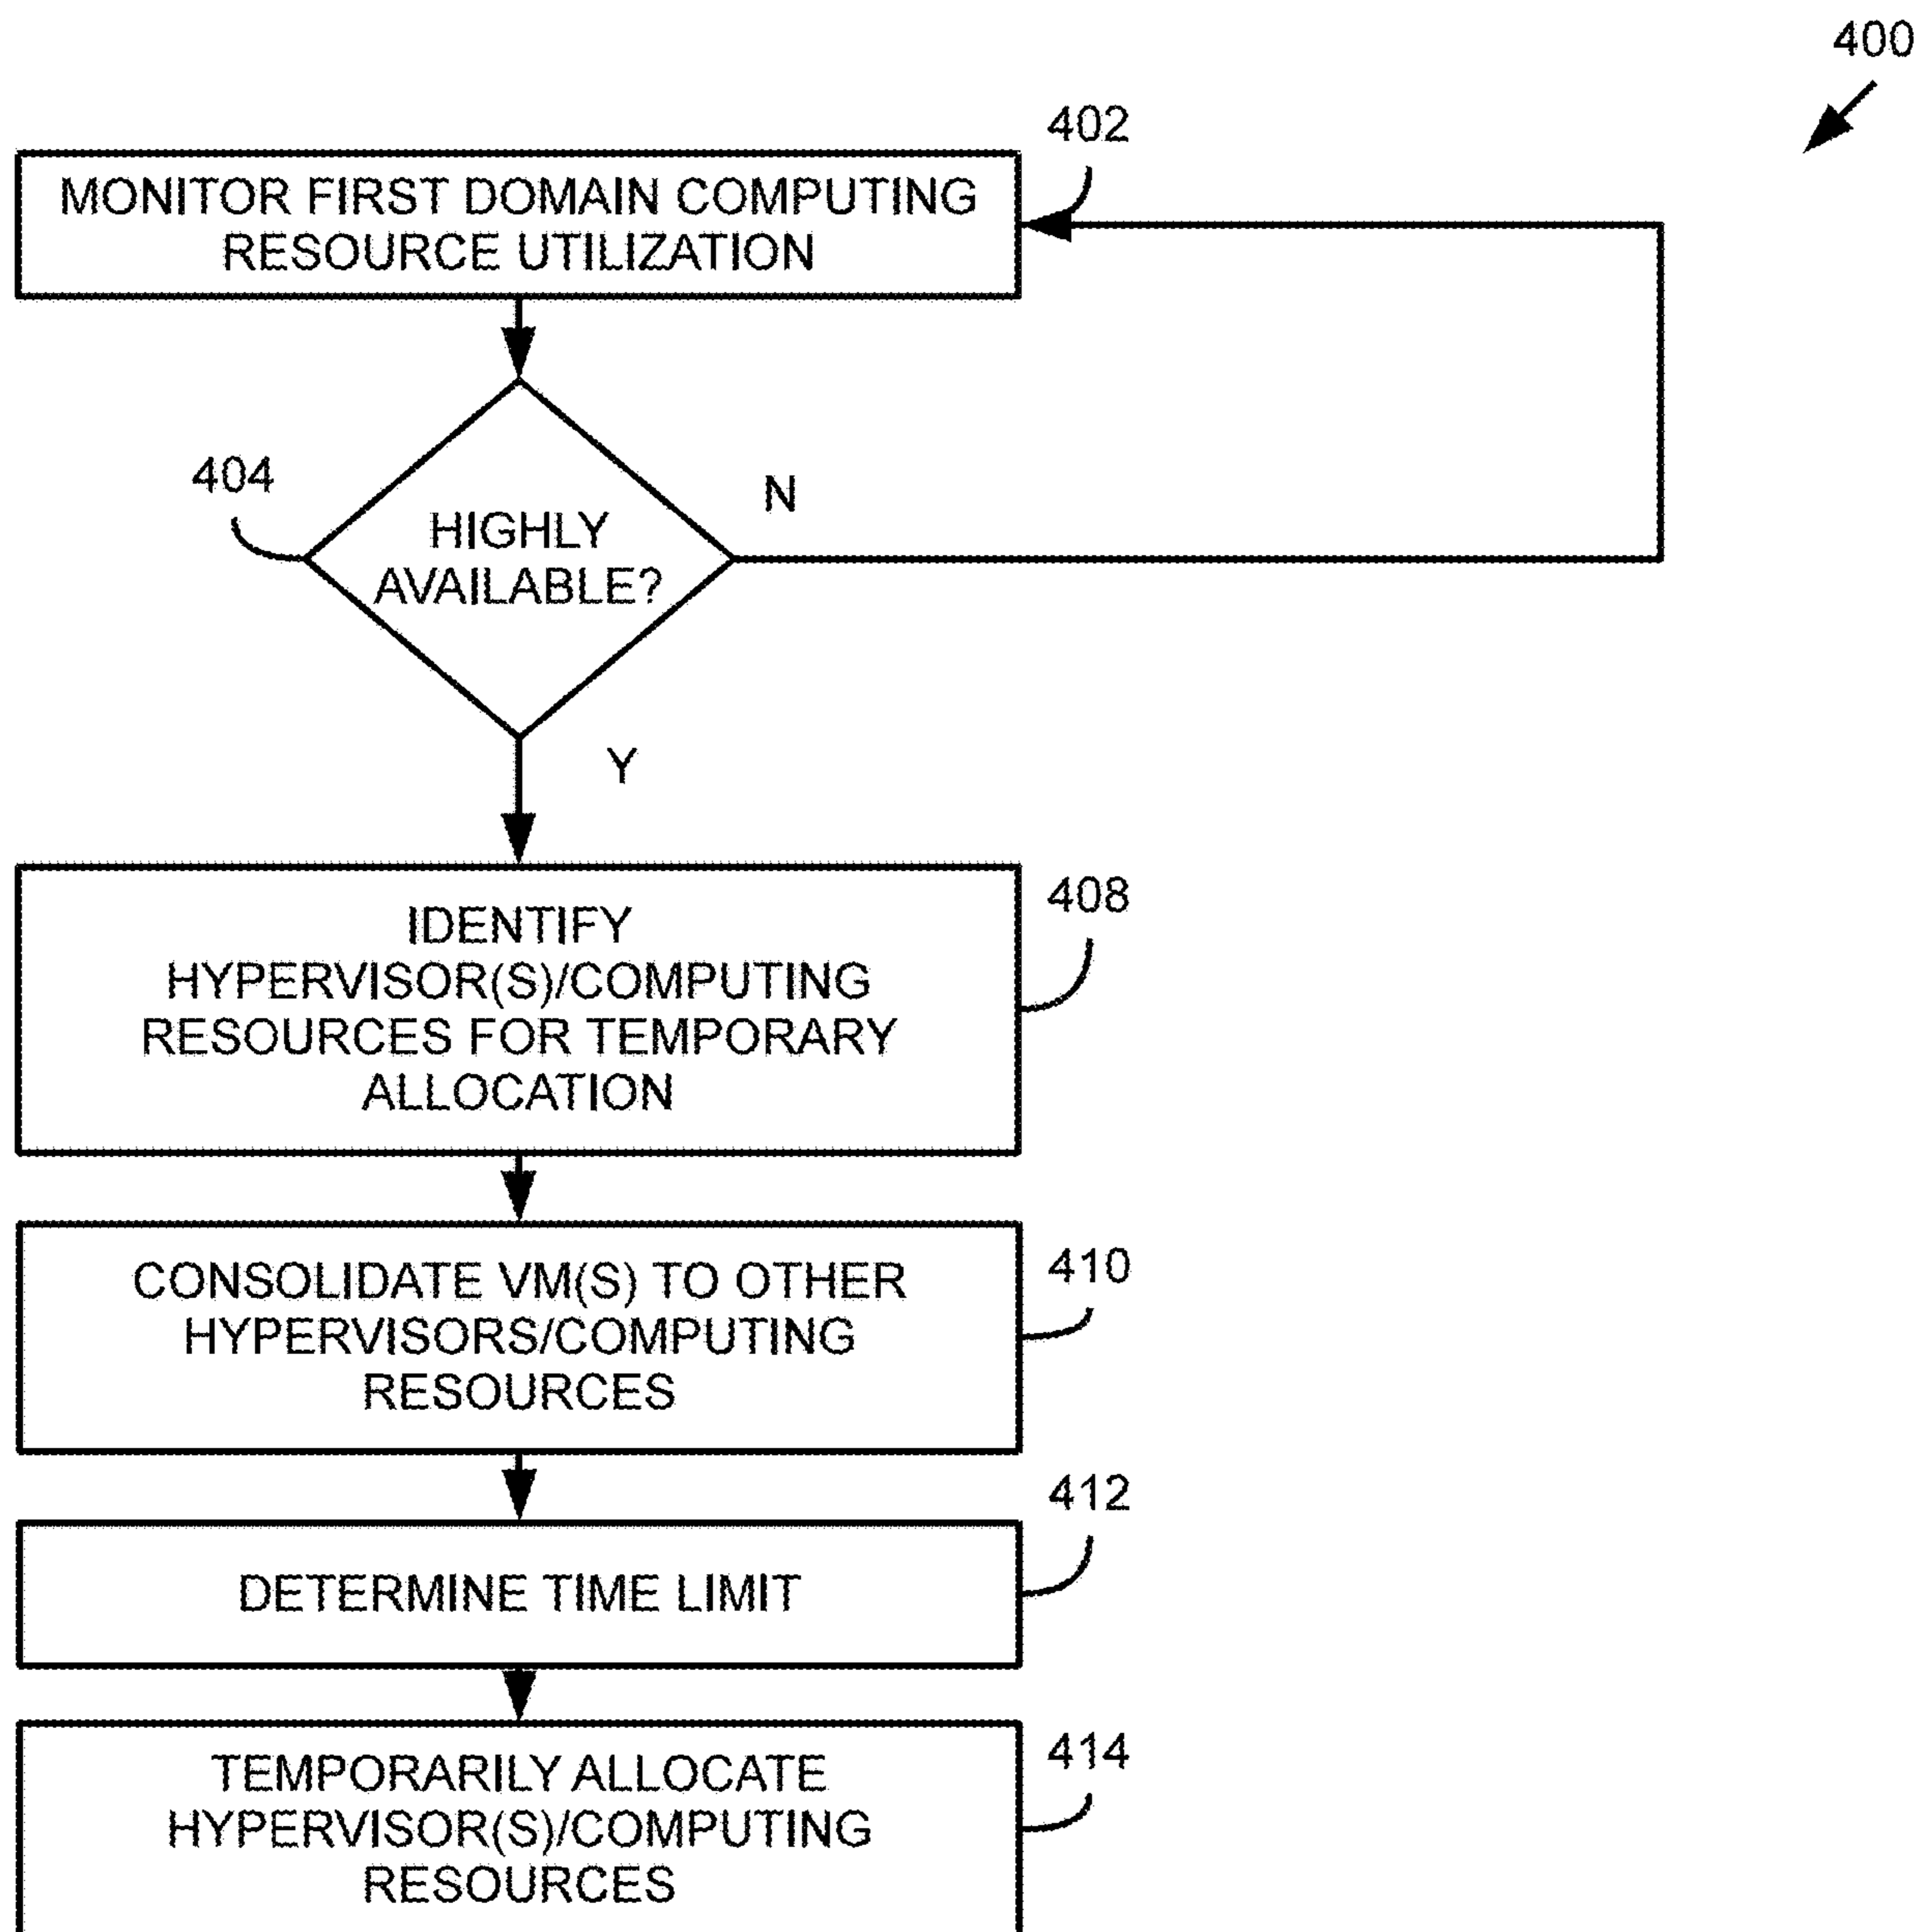 400
402
MONITOR FIRST DOMAIN COMPUTING
RESOURCE UTILIZATION
404
N
HIGHLY
AVAILABLE?
Y
408
IDENTIFY
HYPERVISOR(S)/COMPUTING
RESOURCES FOR TEMPORARY
ALLOCATION
410
CONSOLIDATE VM(S) TO OTHER
HYPERVISORS/COMPUTING
RESOURCES
412
DETERMINE TIME LIMIT
414
TEMPORARILY ALLOCATE
HYPERVISOR(S)/COMPUTING
RESOURCES